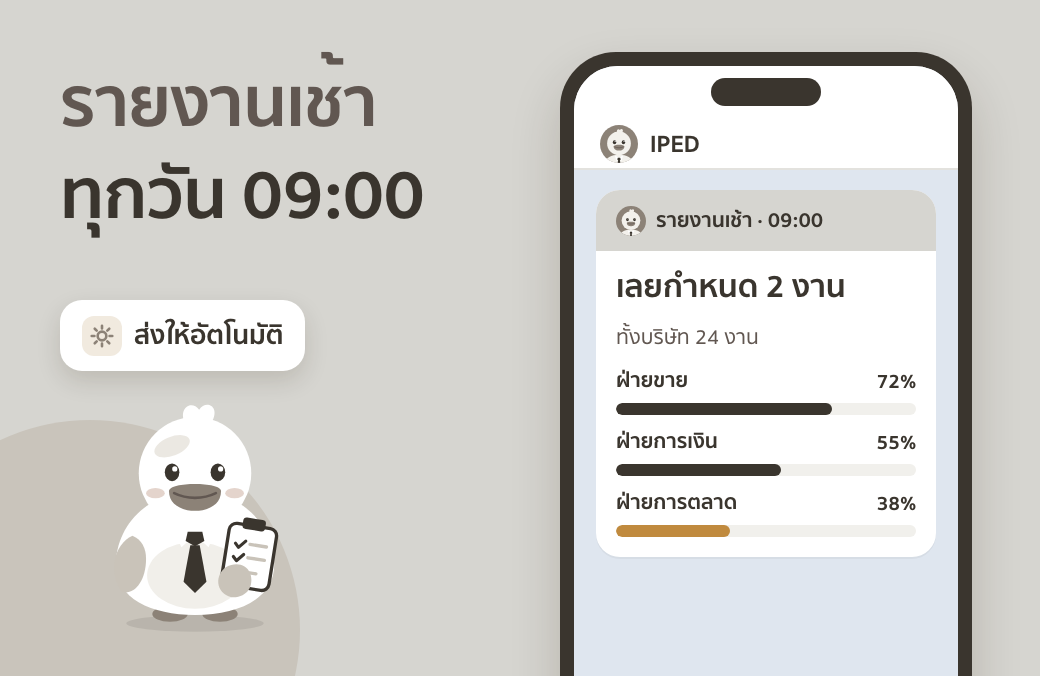 รายงานเช้า
ทุกวัน 09:00
ส่งให้อัตโนมัติ
IPED
รายงานเช้า · 09:00
เลยกำหนด 2 งาน
ทั้งบริษัท 24 งาน
ฝ่ายขาย 72%
ฝ่ายการเงิน 55%
ฝ่ายการตลาด 38%